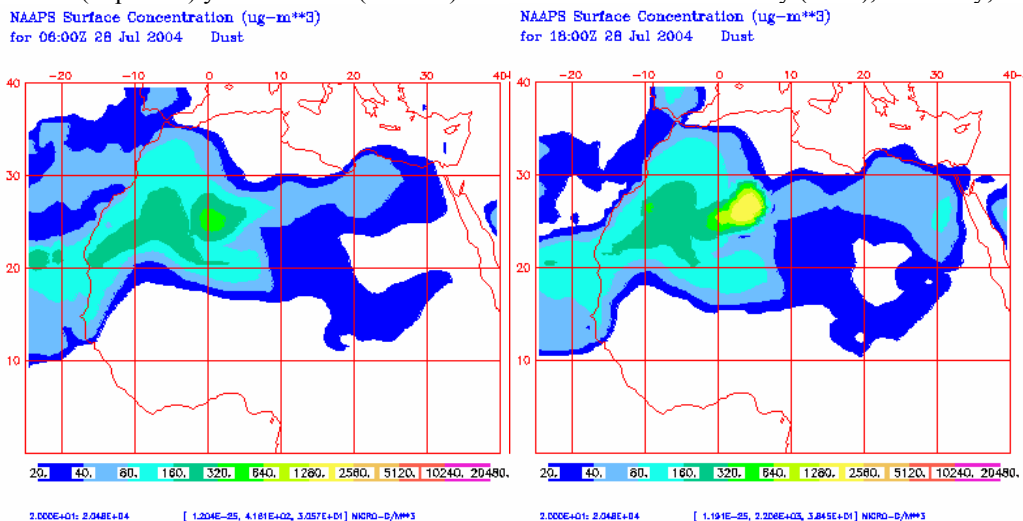 NAAPS Surface Concentration (ug-m**3)
for 06:00Z 28 Jul 2004 Dust
-20 -10 0 10 20 30 40
40
30
20
10
20. 40. 80. 160. 320. 640. 1280. 2560. 5120. 10240. 20480.
2.000E+01: 2.048E+04 [ 1.204E-25, 4.161E+02, 3.057E+01] MICRO-G/M**3
NAAPS Surface Concentration (ug-m**3)
for 18:00Z 28 Jul 2004 Dust
-20 -10 0 10 20 30 40
40
30
20
10
20. 40. 80. 160. 320. 640. 1280. 2560. 5120. 10240. 20480.
2.000E+01: 2.048E+04 [ 1.191E-25, 2.206E+03, 3.845E+01] MICRO-G/M**3